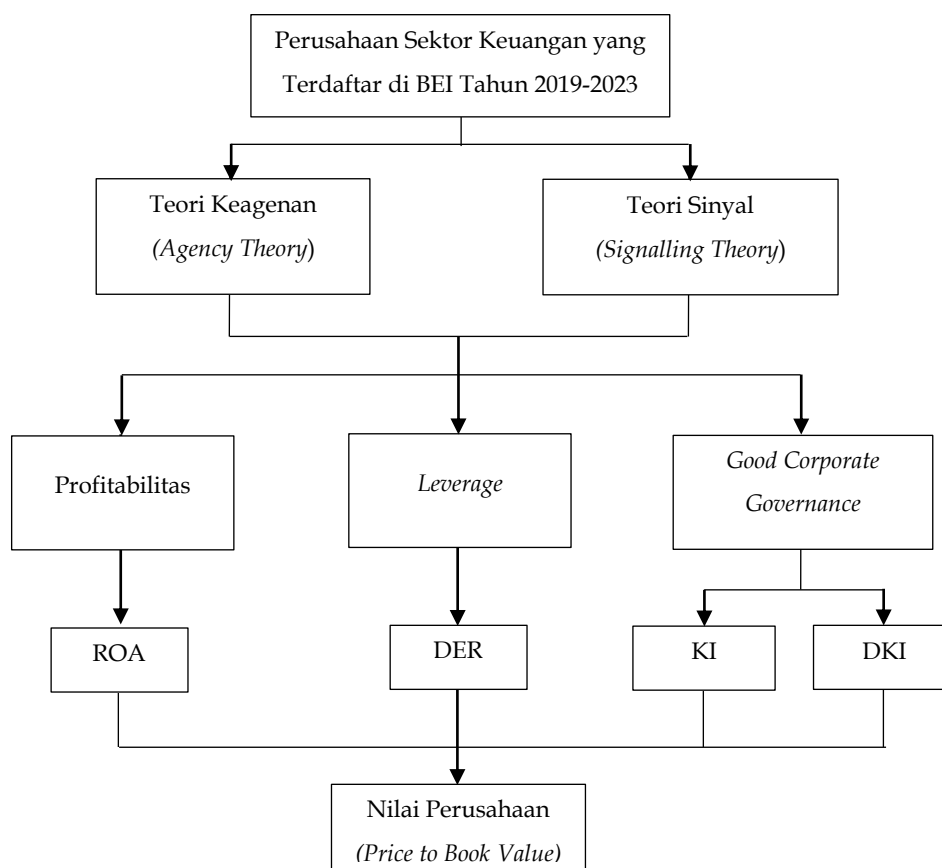 Perusahaan Sektor Keuangan yang
Terdaftar di BEI Tahun 2019-2023
Teori Keagenan
(Agency Theory)
Teori Sinyal
(Signalling Theory)
Profitabilitas
Leverage
Good Corporate
Governance
ROA
DER
KI
DKI
Nilai Perusahaan
(Price to Book Value)